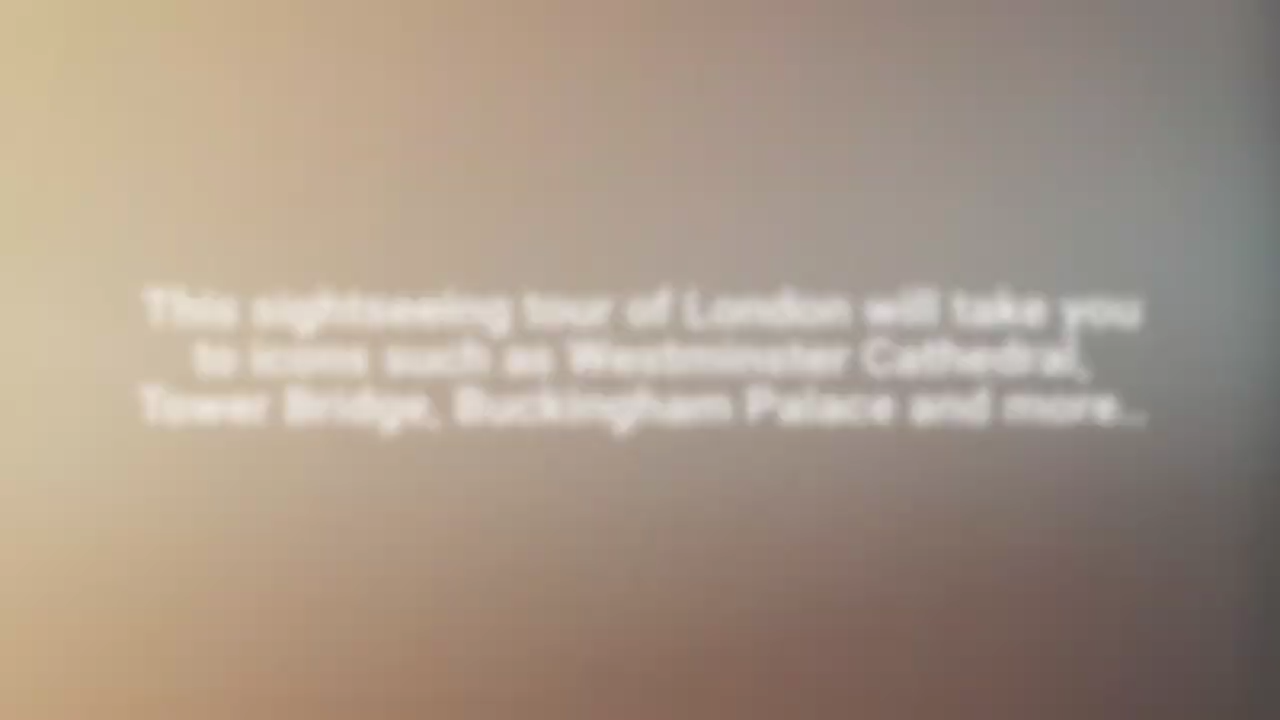 This sightseeing tour of London will take you
to icons such as Westminster Cathedral,
Tower Bridge, Buckingham Palace and more...